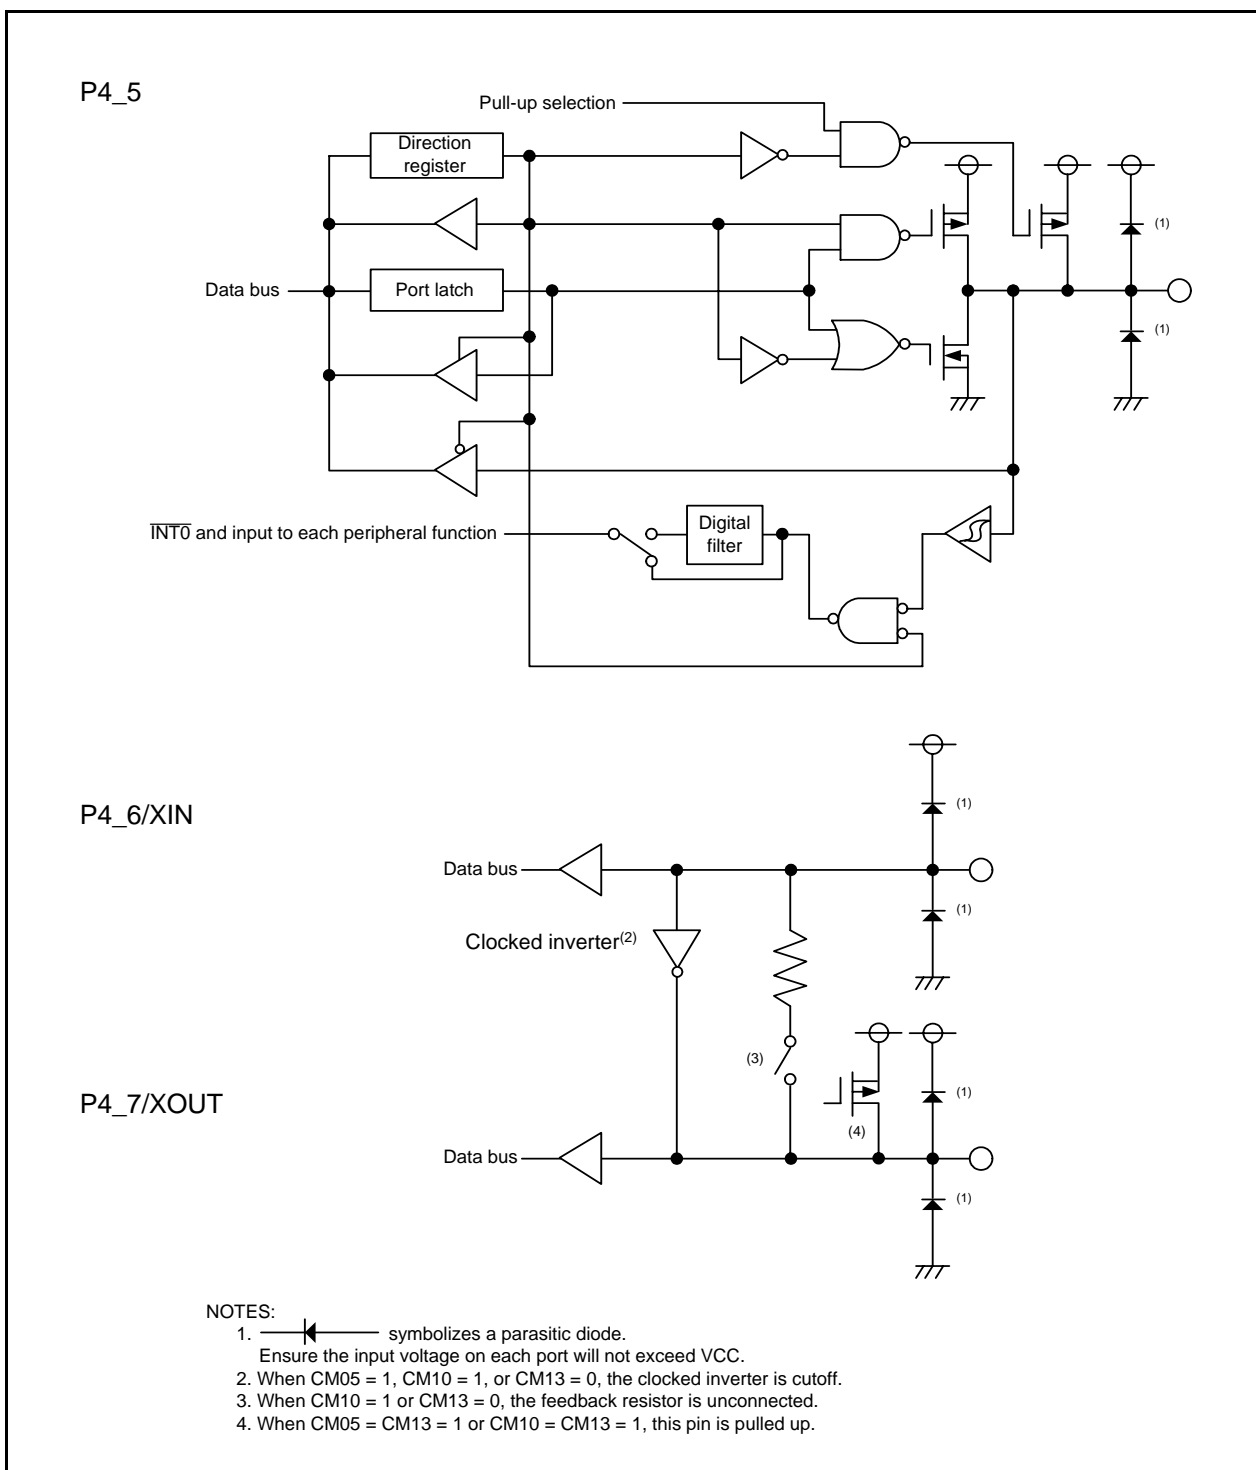 P4_5
Pull-up selection
Direction
register
(1)
Data bus
Port latch
(1)
INT0 and input to each peripheral function
Digital
filter
P4_6/XIN
(1)
Data bus
(1)
Clocked inverter(2)
(3)
P4_7/XOUT
(1)
(4)
Data bus
(1)
NOTES:
1. symbolizes a parasitic diode.
Ensure the input voltage on each port will not exceed VCC.
2. When CM05 = 1, CM10 = 1, or CM13 = 0, the clocked inverter is cutoff.
3. When CM10 = 1 or CM13 = 0, the feedback resistor is unconnected.
4. When CM05 = CM13 = 1 or CM10 = CM13 = 1, this pin is pulled up.